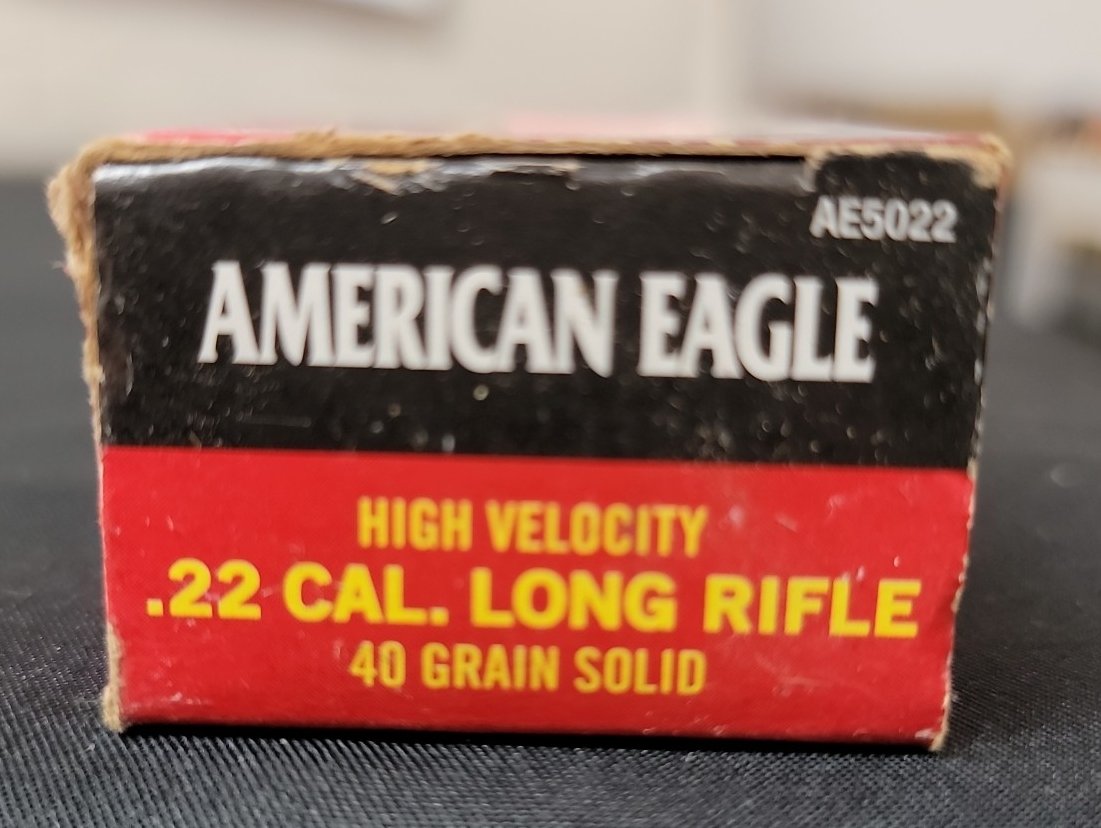 AE5022
AMERICAN EAGLE
HIGH VELOCITY
.22 CAL. LONG RIFLE
40 GRAIN SOLID